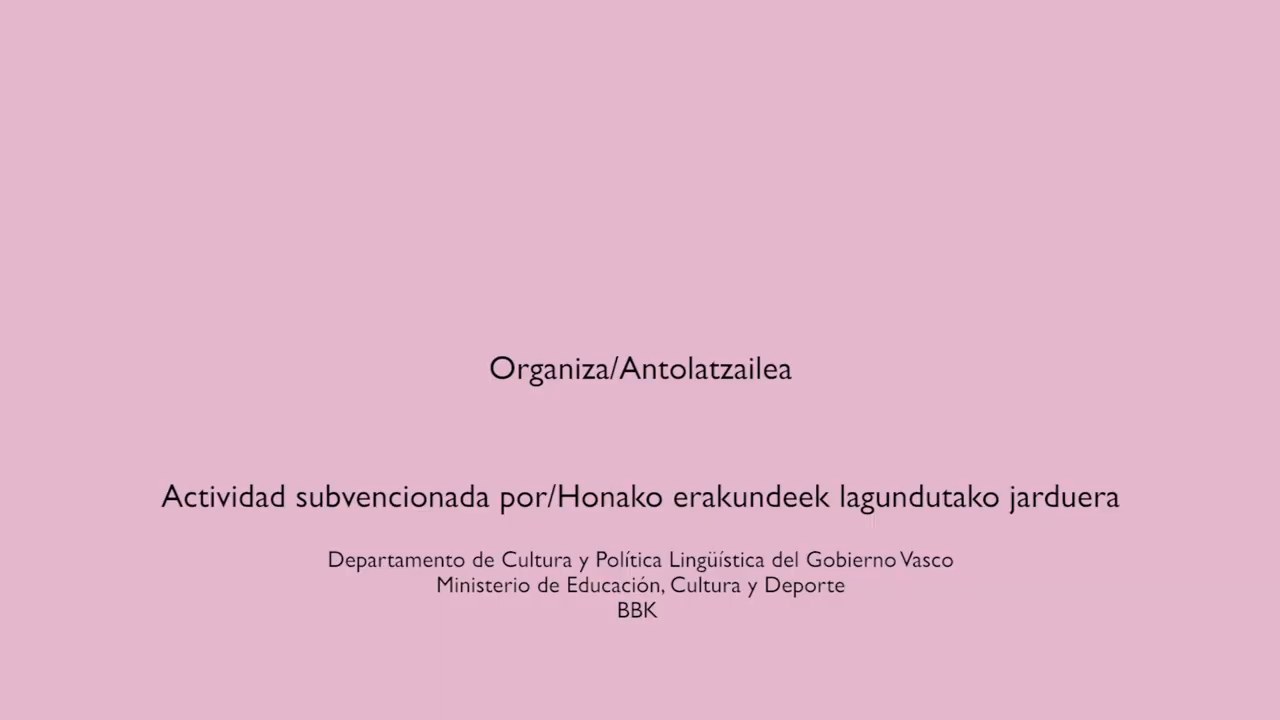 Organiza/Antolatzailea
Actividad subvencionada por/Honako erakundeek lagundutako jarduera
Departamento de Cultura y Política Lingüística del Gobierno Vasco
Ministerio de Educación, Cultura y Deporte
BBK